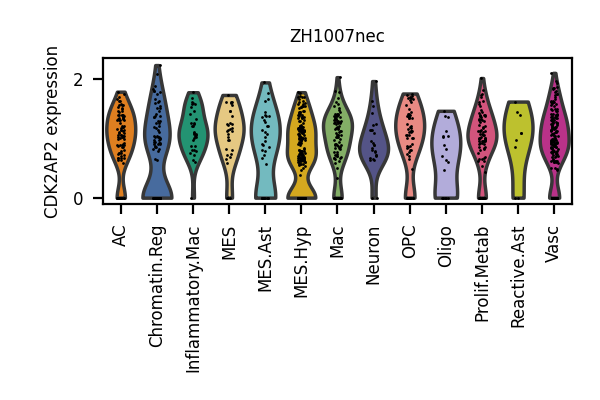 ZH1007nec
CDK2AP2 expression
2
0
AC
Chromatin.Reg
Inflammatory.Mac
MES
MES.Ast
MES.Hyp
Mac
Neuron
OPC
Oligo
Prolif.Metab
Reactive.Ast
Vasc